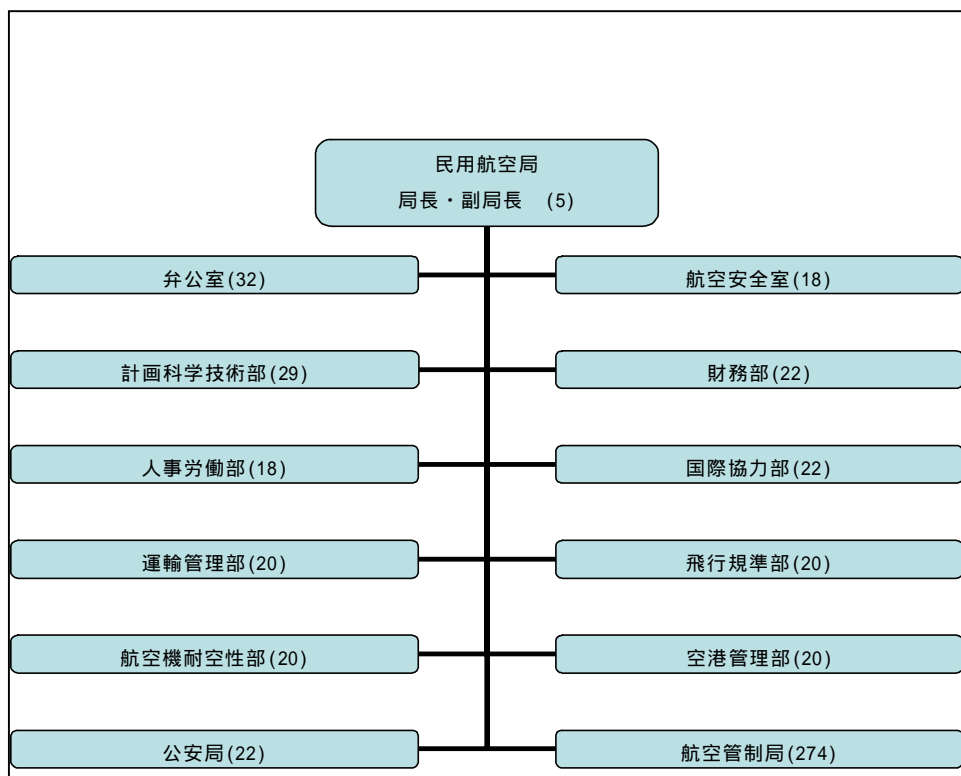 民用航空局
局長・副局長　(5)
弁公室(32)
航空安全室(18)
計画科学技術部(29)
財務部(22)
人事労働部(18)
国際協力部(22)
運輸管理部(20)
飛行規準部(20)
航空機耐空性部(20)
空港管理部(20)
公安局(22)
航空管制局(274)